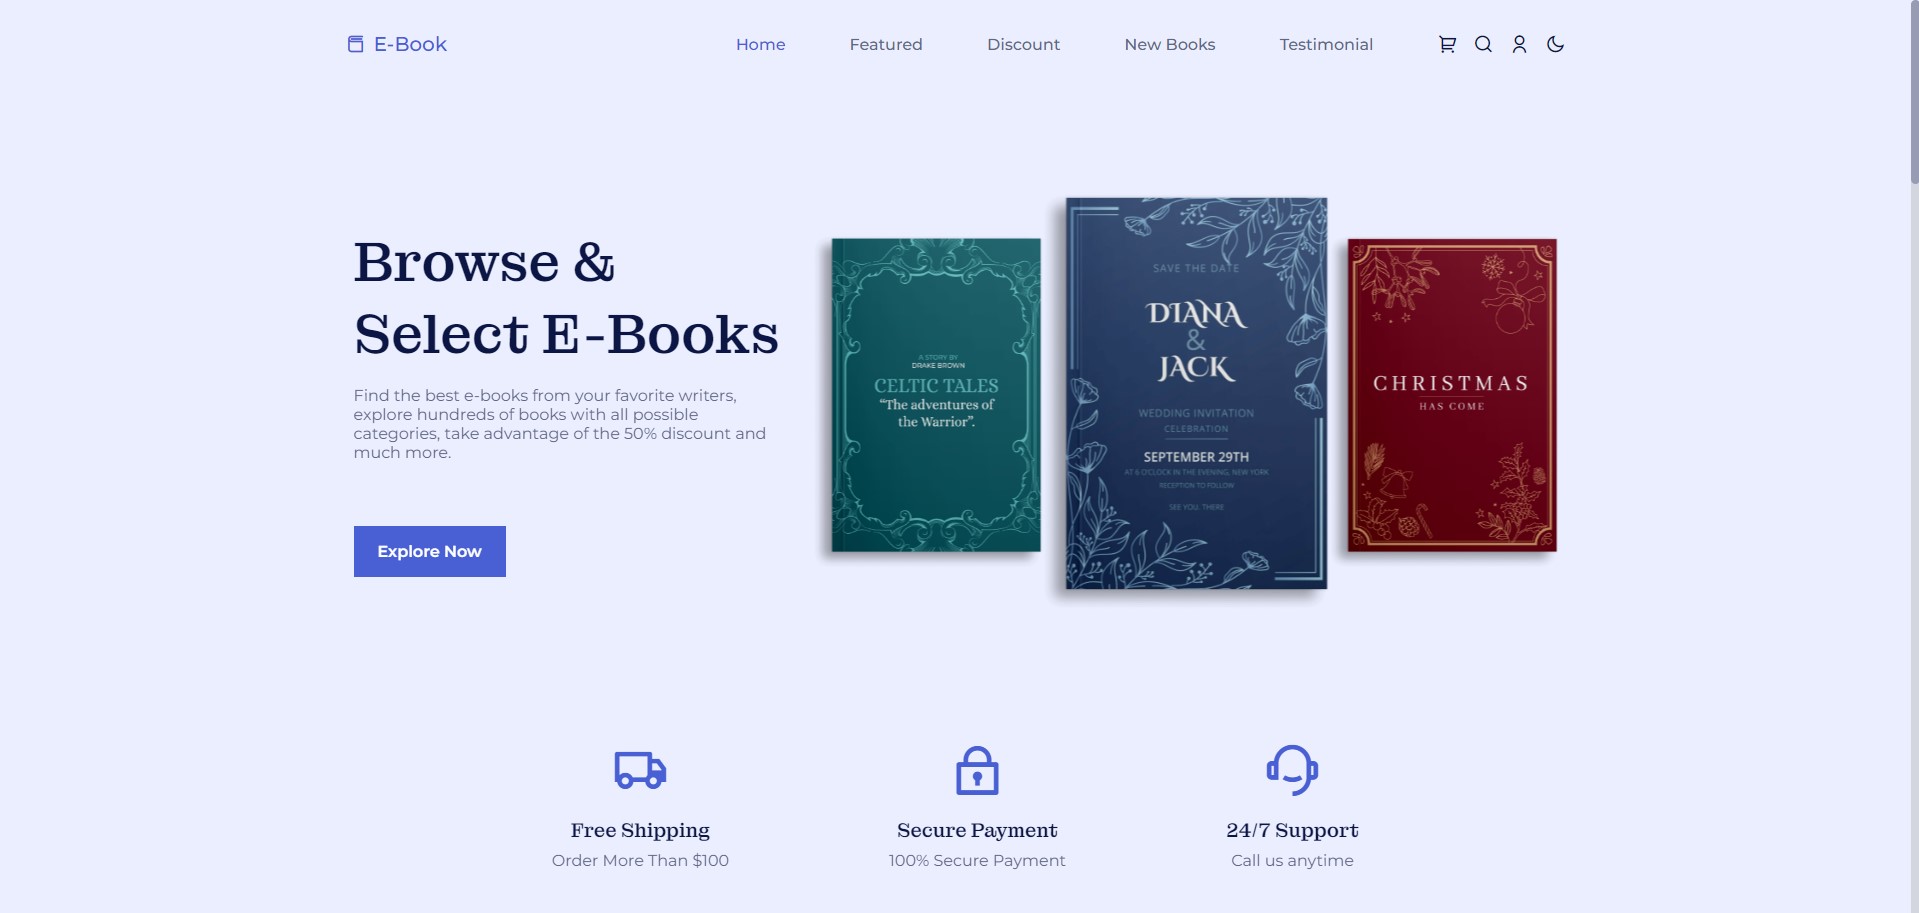 E-Book
Home
Featured
Discount
New Books
Testimonial
Browse &
Select E-Books
Find the best e-books from your favorite writers,
explore hundreds of books with all possible
categories, take advantage of the 50% discount and
much more.
Explore Now
A STORY BY
DRAKE BROWN
CELTIC TALES
“The adventures of
the Warrior”.
SAVE THE DATE
DIANA
&
JACK
WEDDING INVITATION
CELEBRATION
SEPTEMBER 29TH
AT 6 O'CLOCK IN THE EVENING, NEW YORK
RECEPTION TO FOLLOW
SEE YOU, THERE
CHRISTMAS
HAS COME
Free Shipping
Order More Than $100
Secure Payment
100% Secure Payment
24/7 Support
Call us anytime